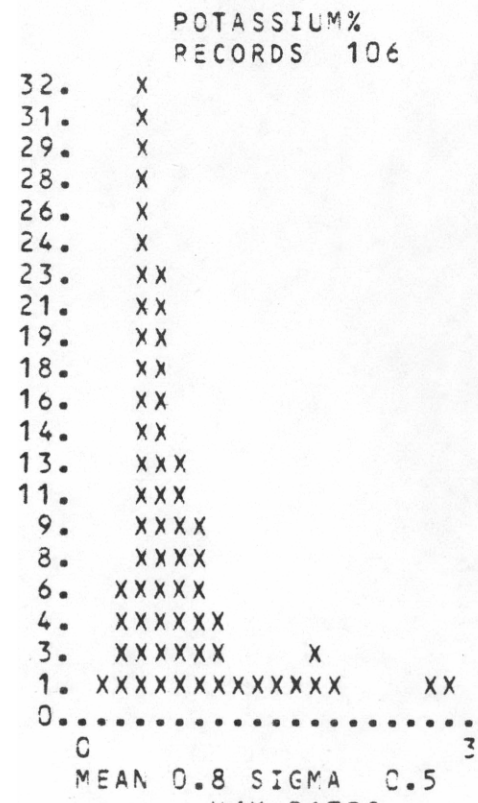 POTASSIUM%
RECORDS 106
32. X
31. X
29. X
28. X
26. X
24. X
23. XX
21. XX
19. XX
18. XX
16. XX
14. XX
13. XXX
11. XXX
9. XXXX
8. XXXX
6. XXXXX
4. XXXXXX
3. XXXXXX X
1. XXXXXXXXXXXXX XX
0......................
0 3
MEAN 0.8 SIGMA 0.5